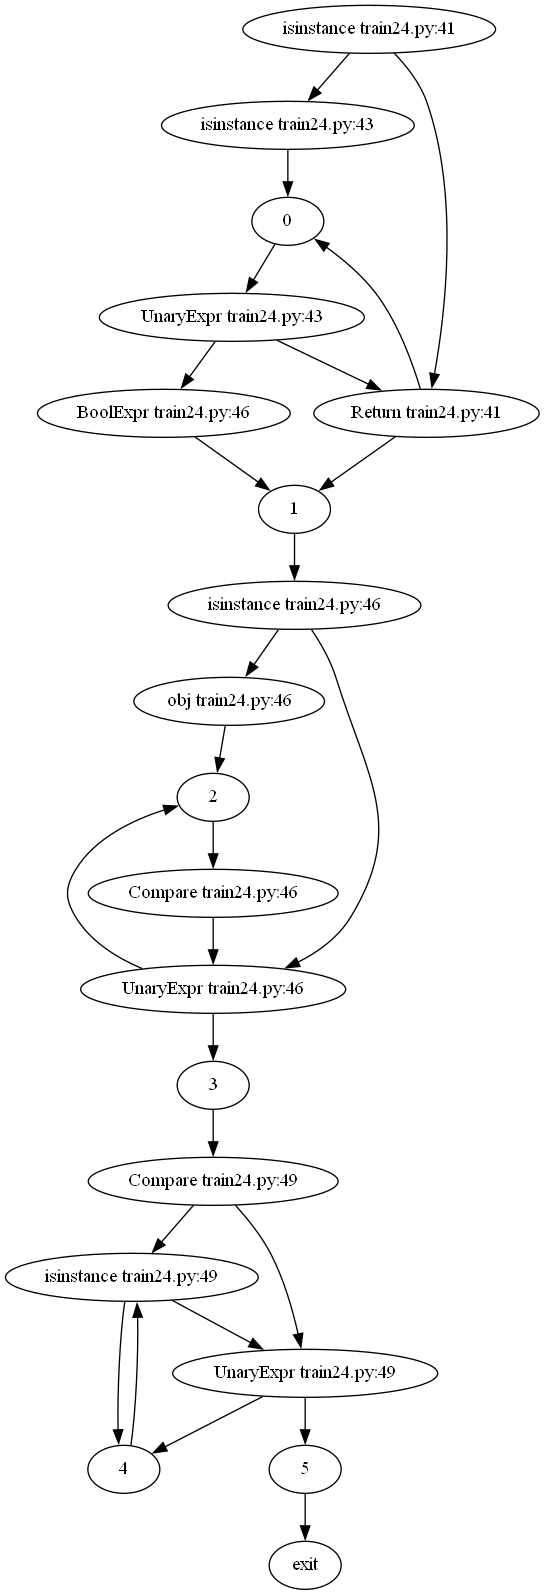 isinstance train24.py:41
isinstance train24.py:43
0
UnaryExpr train24.py:43
BoolExpr train24.py:46
Return train24.py:41
1
isinstance train24.py:46
obj train24.py:46
2
Compare train24.py:46
UnaryExpr train24.py:46
3
Compare train24.py:49
isinstance train24.py:49
UnaryExpr train24.py:49
4
5
exit